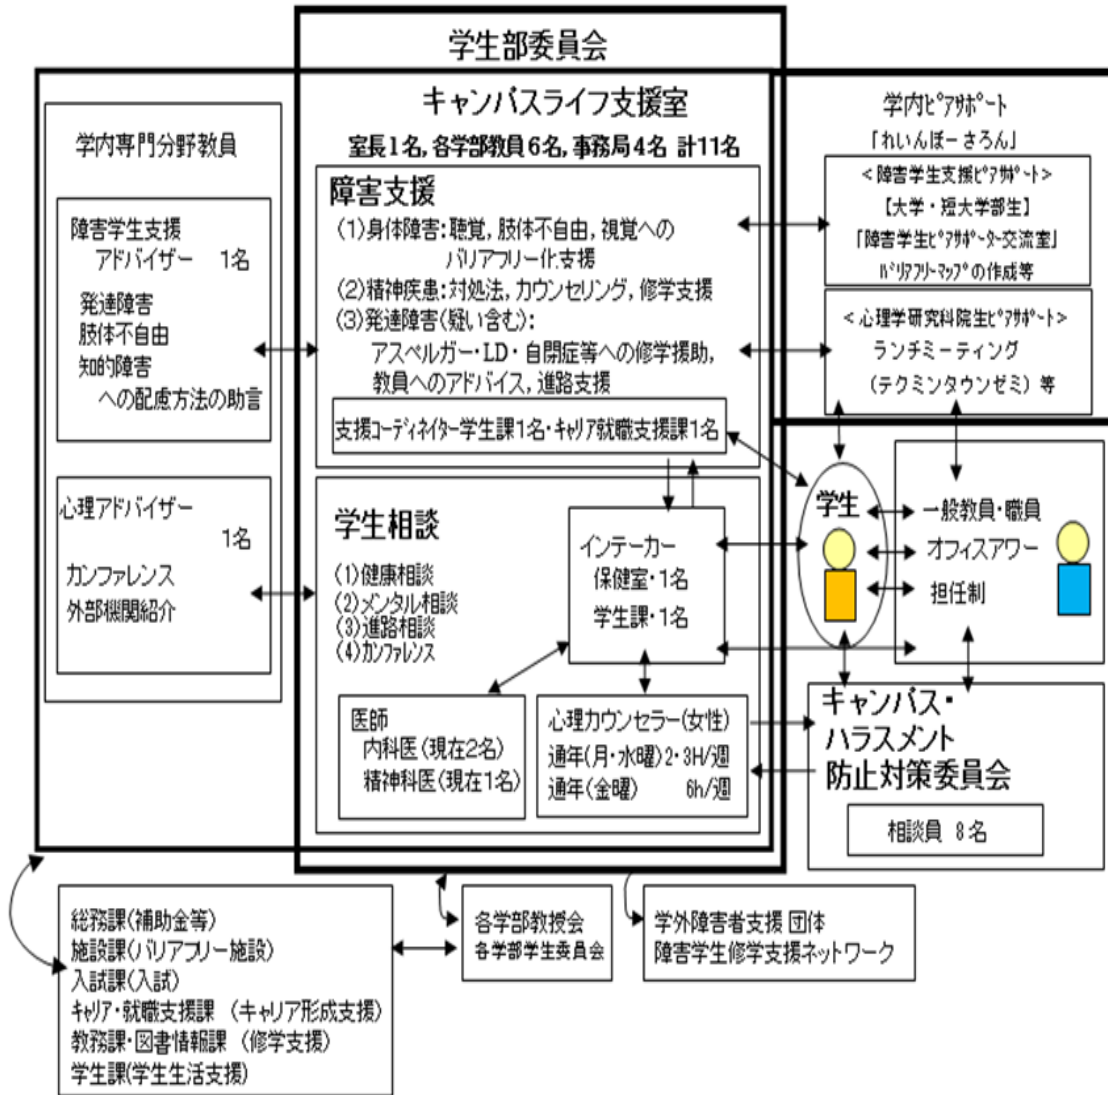 学生部委員会
キャンパスライフ支援室
室長1名,各学部教員6名,事務局4名 計11名
学内専門分野教員
障害学生支援
アドバイザー 1名
発達障害
肢体不自由
知的障害
への配慮方法の助言
心理アドバイザー
1名
カンファレンス
外部機関紹介
障害支援
(1)身体障害:聴覚,肢体不自由,視覚への
バリアフリー化支援
(2)精神疾患:対処法,カウンセリング,修学支援
(3)発達障害(疑い含む):
アスペルガー・LD・自閉症等への修学援助,
教員へのアドバイス,進路支援
支援コーディネイター学生課1名・キャリア就職支援課1名
学生相談
(1)健康相談
(2)メンタル相談
(3)進路相談
(4)カンファレンス
インテーカー
保健室・1名
学生課・1名
医師
内科医(現在2名)
精神科医(現在1名)
心理カウンセラー(女性)
通年(月・水曜)2・3H/週
通年(金曜) 6h/週
学内ピアサポート
「れいんぼーさろん」
<障害学生支援ピアサポート>
【大学・短大学部生】
「障害学生ピアサポーター交流室」
バリアフリーマップの作成等
<心理学研究科院生ピアサポート>
ランチミーティング
(テクミンタウンゼミ)等
学生
一般教員・職員
オフィスアワー
担任制
キャンパス・
ハラスメント
防止対策委員会
相談員 8名
総務課(補助金等)
施設課(バリアフリー施設)
入試課(入試)
キャリア・就職支援課 (キャリア形成支援)
教務課・図書情報課 (修学支援)
学生課(学生生活支援)
各学部教授会
各学部学生委員会
学外障害者支援団体
障害学生修学支援ネットワーク